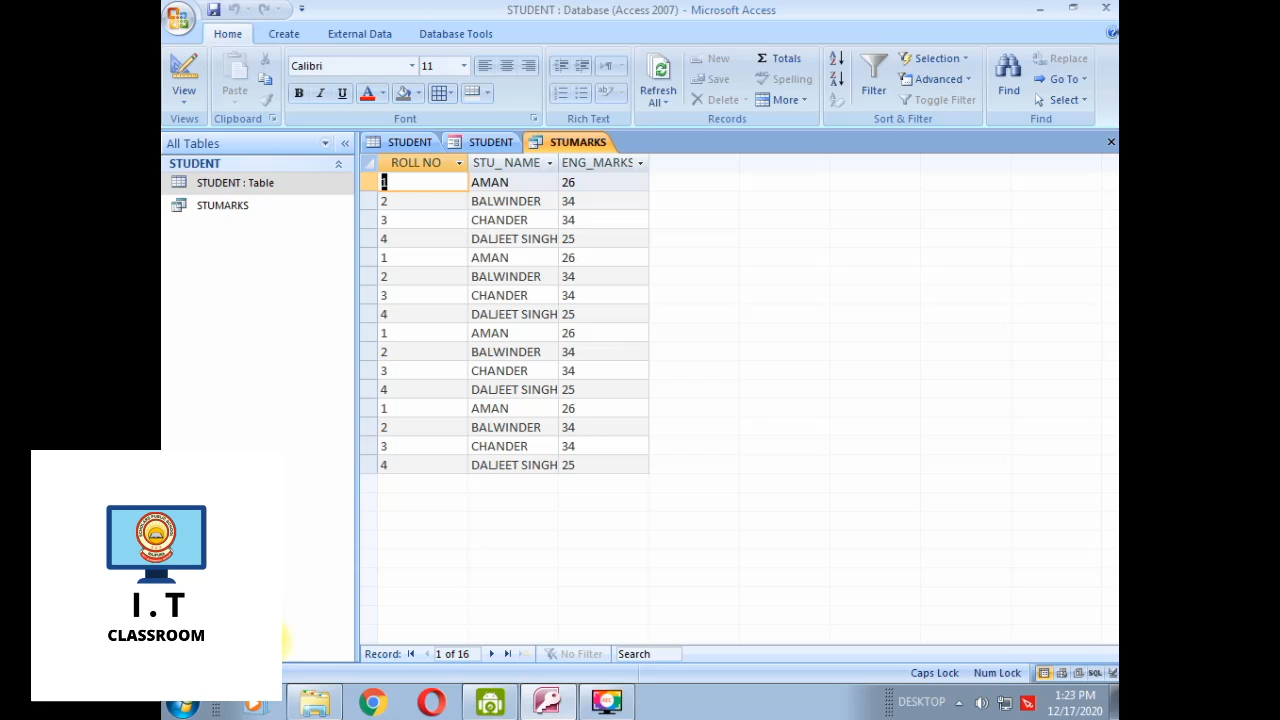 STUDENT : Database (Access 2007) - Microsoft Access
Home Create External Data Database Tools
View
Views
Paste
Clipboard
Calibri 11
B I U A
Font
Rich Text
Refresh All
New
Save
Delete
Totals
Spelling
More
Records
Filter
Selection
Advanced
Toggle Filter
Sort & Filter
Find
Replace
Go To
Select
Find
All Tables
STUDENT
STUDENT : Table
STUMARKS
STUDENT STUDENT STUMARKS
ROLL NO STU_NAME ENG_MARKS
1 AMAN 26
2 BALWINDER 34
3 CHANDER 34
4 DALJEET SINGH 25
1 AMAN 26
2 BALWINDER 34
3 CHANDER 34
4 DALJEET SINGH 25
1 AMAN 26
2 BALWINDER 34
3 CHANDER 34
4 DALJEET SINGH 25
1 AMAN 26
2 BALWINDER 34
3 CHANDER 34
4 DALJEET SINGH 25
Record: 1 of 16 No Filter Search
I.T
CLASSROOM
Caps Lock Num Lock SQL
DESKTOP
1:23 PM
12/17/2020